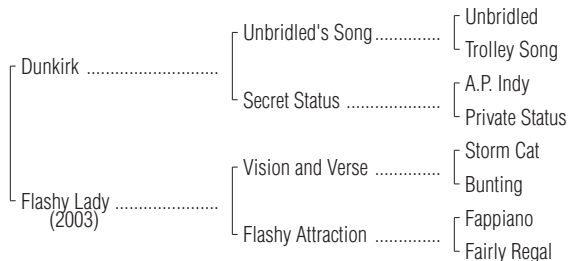 Unbridled
Unbridled's Song..............
Trolley Song
Dunkirk ............................
A.P. Indy
Secret Status ....................
Private Status
Storm Cat
Vision and Verse ..............
Bunting
Flashy Lady ......................
(2003)
Fappiano
Flashy Attraction ..............
Fairly Regal